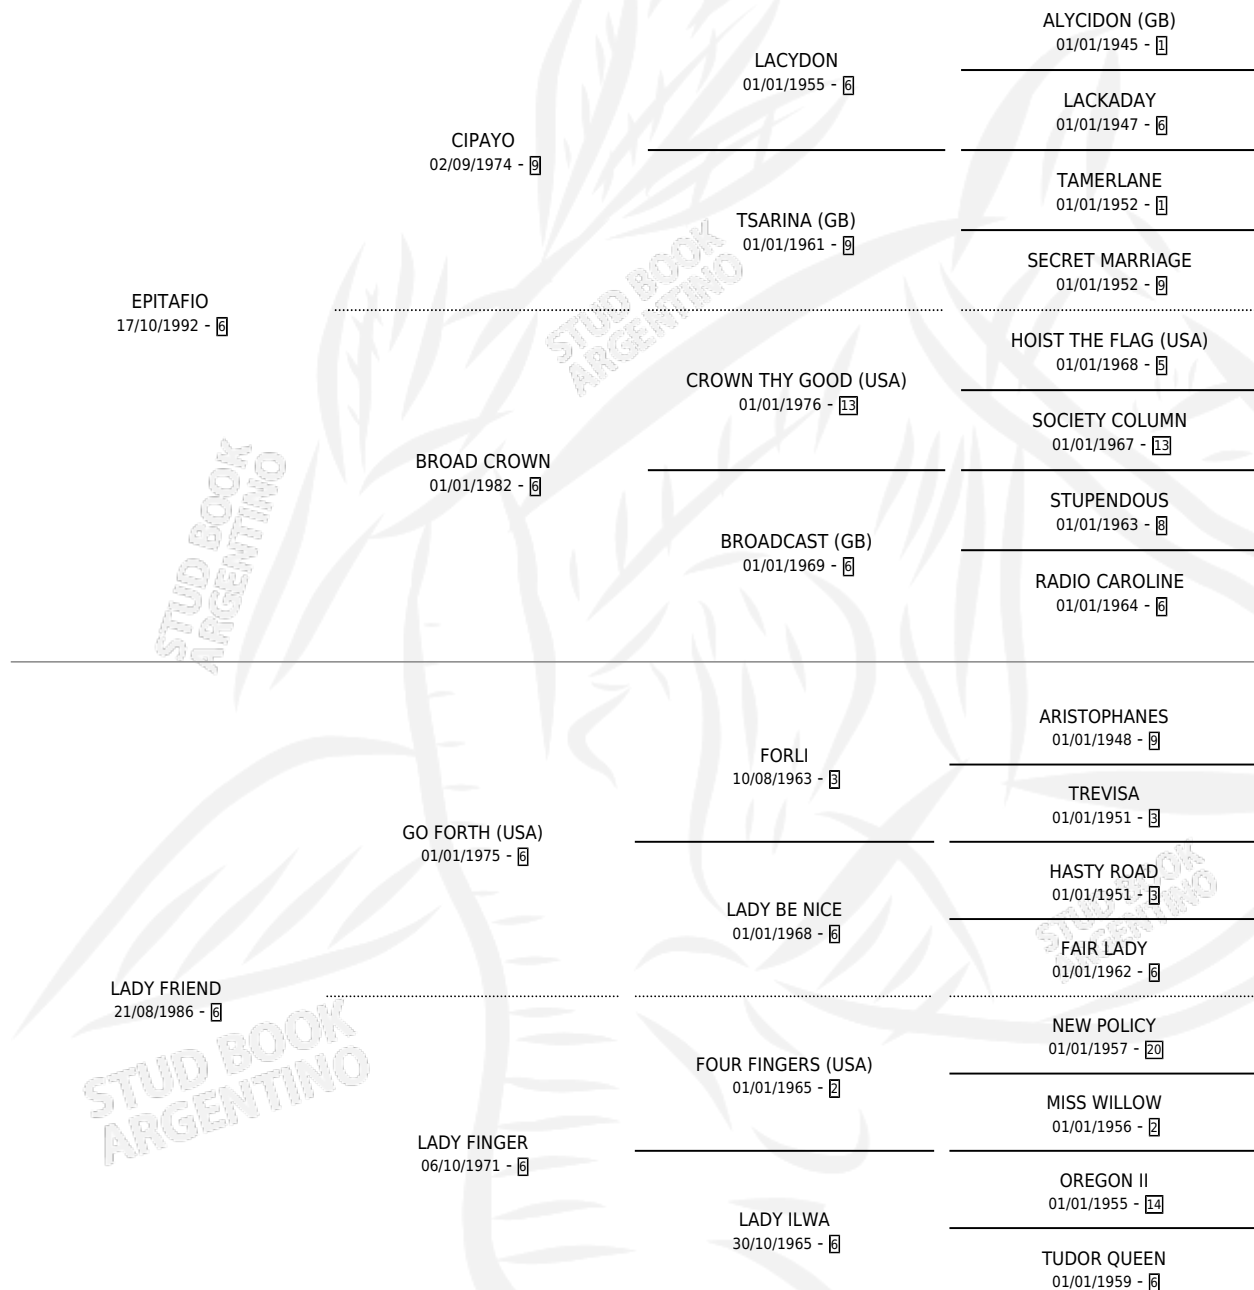 ALYCIDON (GB)
01/01/1945 - 1
LACYDON
01/01/1955 - 6
LACKADAY
01/01/1947 - 6
CIPAYO
02/09/1974 - 9
TAMERLANE
01/01/1952 - 1
TSARINA (GB)
01/01/1961 - 9
SECRET MARRIAGE
01/01/1952 - 9
EPITAFIO
17/10/1992 - 6
HOIST THE FLAG (USA)
01/01/1968 - 5
CROWN THY GOOD (USA)
01/01/1976 - 13
SOCIETY COLUMN
01/01/1967 - 13
BROAD CROWN
01/01/1982 - 6
STUPENDOUS
01/01/1963 - 8
BROADCAST (GB)
01/01/1969 - 6
RADIO CAROLINE
01/01/1964 - 6
STUD BOOK
ARGENTINO
STUD BOOK
ARGENTINO
ARISTOPHANES
01/01/1948 - 9
FORLI
10/08/1963 - 3
TREVISA
01/01/1951 - 3
GO FORTH (USA)
01/01/1975 - 6
HASTY ROAD
01/01/1951 - 3
LADY BE NICE
01/01/1968 - 6
FAIR LADY
01/01/1962 - 6
STUD BOOK
ARGENTINO
LADY FRIEND
21/08/1986 - 6
NEW POLICY
01/01/1957 - 20
FOUR FINGERS (USA)
01/01/1965 - 2
MISS WILLOW
01/01/1956 - 2
STUD BOOK
ARGENTINO
LADY FINGER
06/10/1971 - 6
OREGON II
01/01/1955 - 14
LADY ILWA
30/10/1965 - 6
TUDOR QUEEN
01/01/1959 - 6